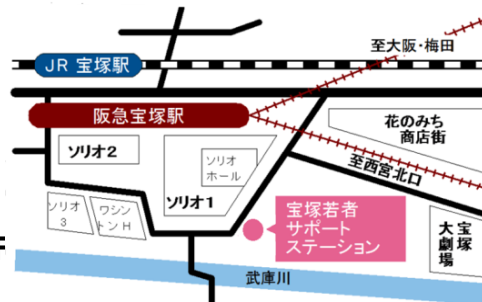 至大阪・梅田
JR 宝塚駅
阪急宝塚駅
花のみち
商店街
ソリオ2
ソリオ
ホール
至西宮北口
ソリオ1
ソリオ
3
ワシン
トンH
宝塚若者
サポート
ステーション
宝塚
大劇場
武庫川